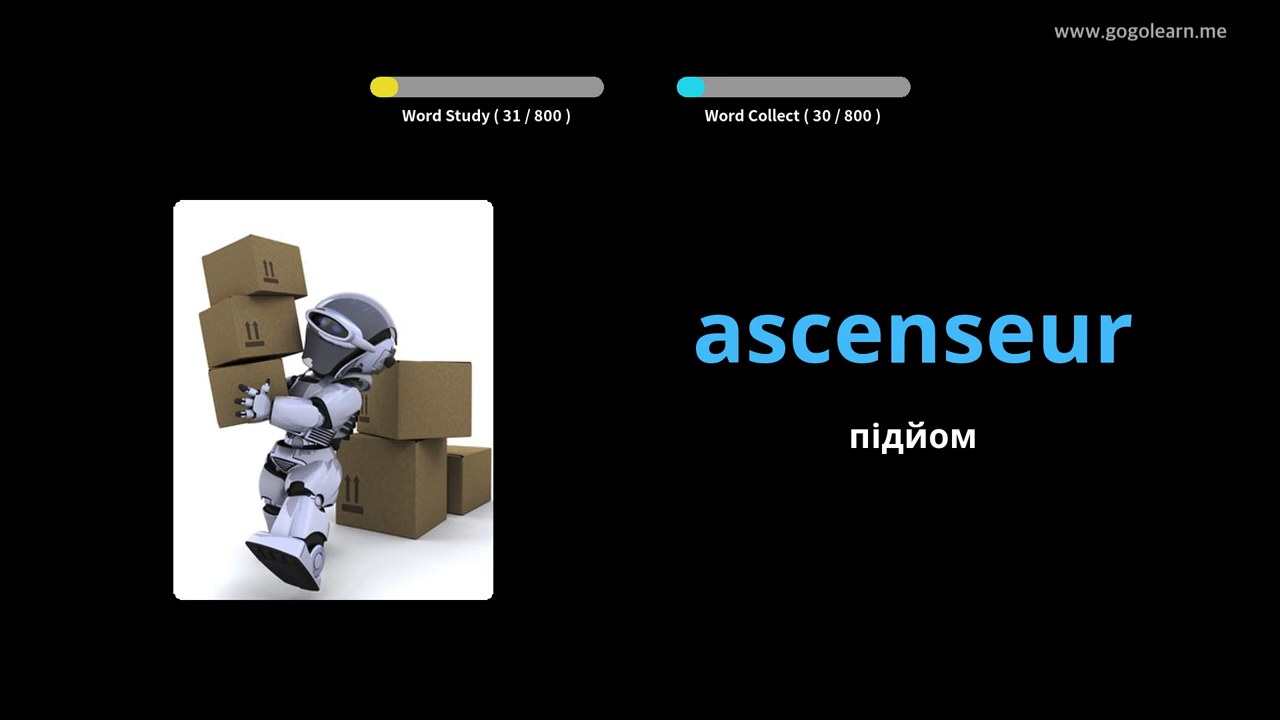 www.gogolearn.me
Word Study ( 31 / 800 )
Word Collect ( 30 / 800 )
ascenseur
підйом